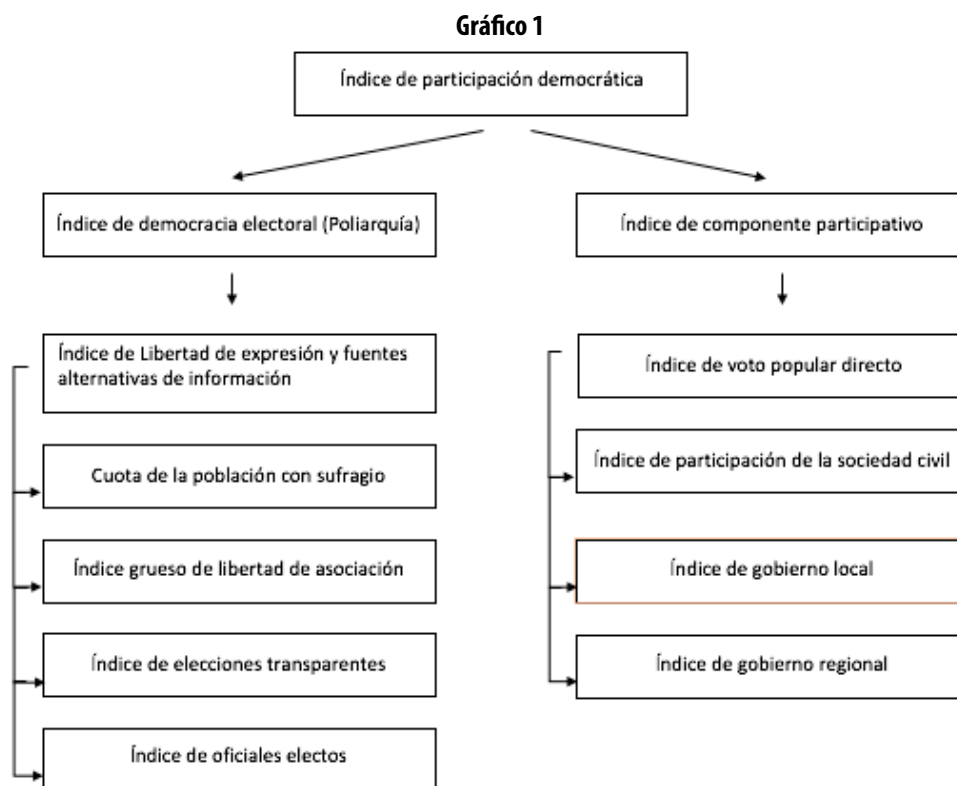 Gráfico 1
Índice de participación democrática
Índice de democracia electoral (Poliarquía)
Índice de Libertad de expresión y fuentes
alternativas de información
Cuota de la población con sufragio
Índice grueso de libertad de asociación
Índice de elecciones transparentes
Índice de oficiales electos
Índice de componente participativo
Índice de voto popular directo
Índice de participación de la sociedad civil
Índice de gobierno local
Índice de gobierno regional